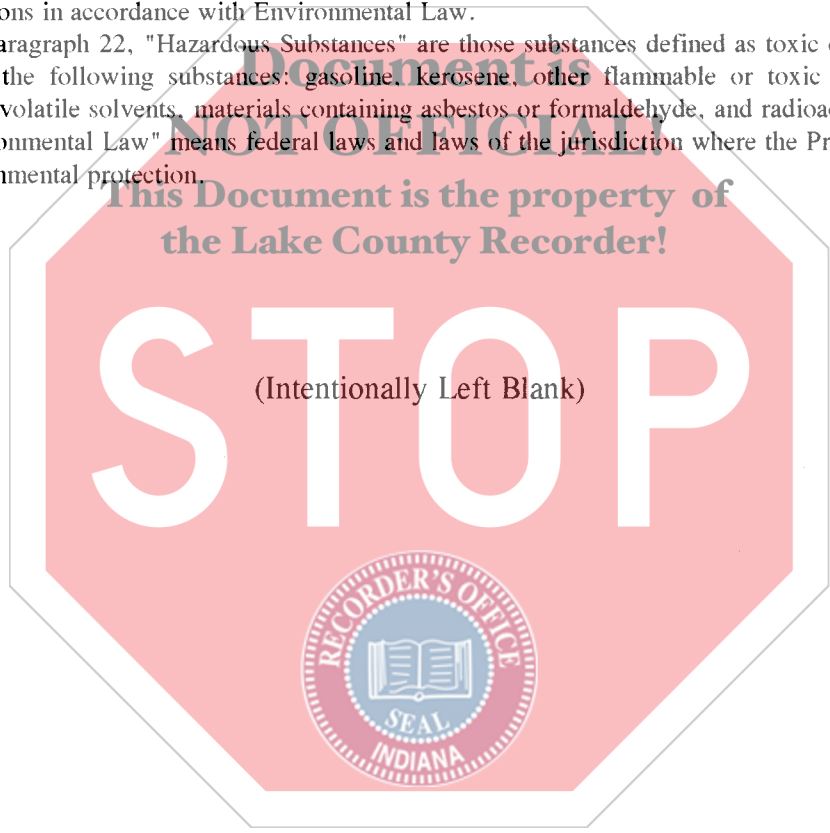 ons in accordance with Environmental Law.
aragraph 22, "Hazardous Substances" are those substances defined as toxic
the following substances: gasoline, kerosene, other flammable or toxic
volatile solvents, materials containing asbestos or formaldehyde, and radioa
onmental Law" means federal laws and laws of the jurisdiction where the Pr
nmental protection.
Document is
NOT OFFICIAL!
This Document is the property of
the Lake County Recorder!
STOP
(Intentionally Left Blank)
RECORDER'S OFFICE
SEAL
INDIANA